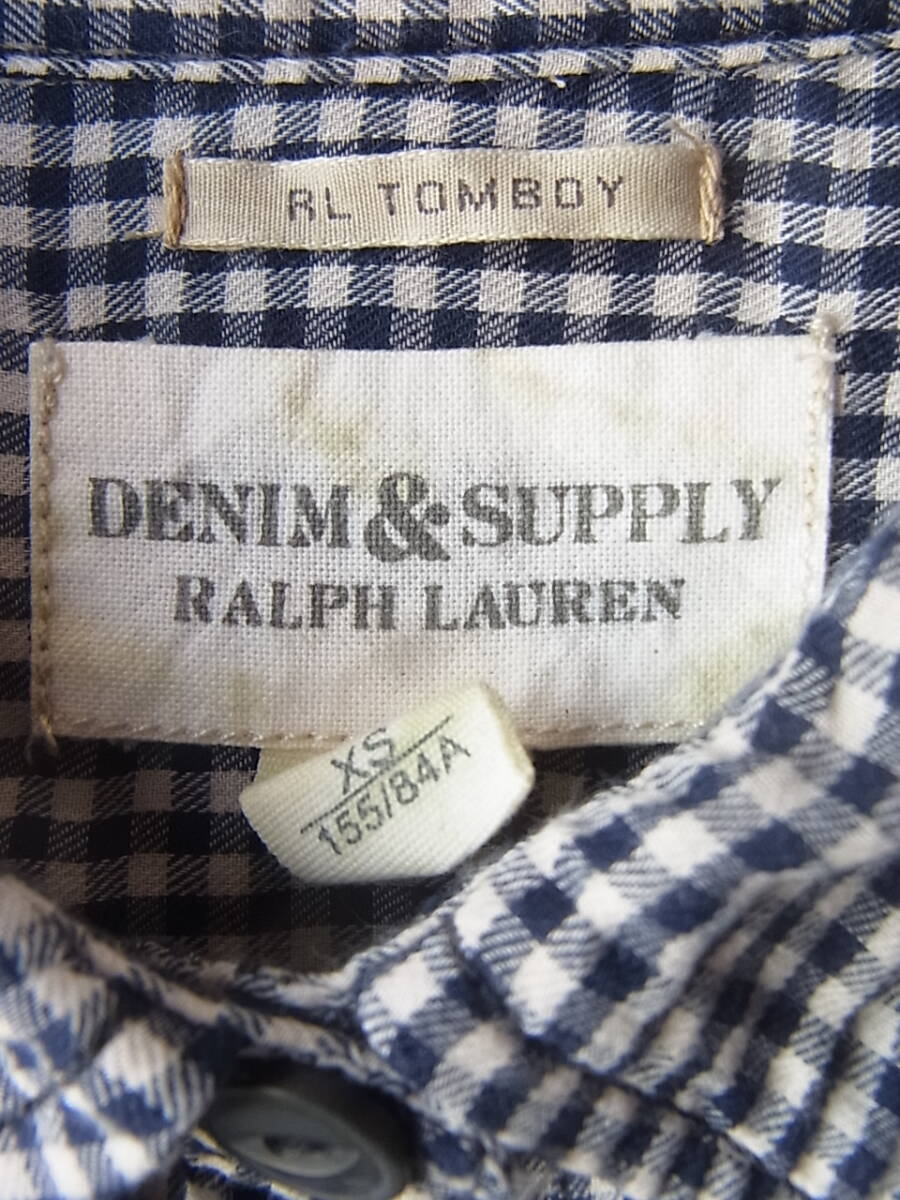 RL TOMBOY
DENIM & SUPPLY
RALPH LAUREN
XS
155/84A